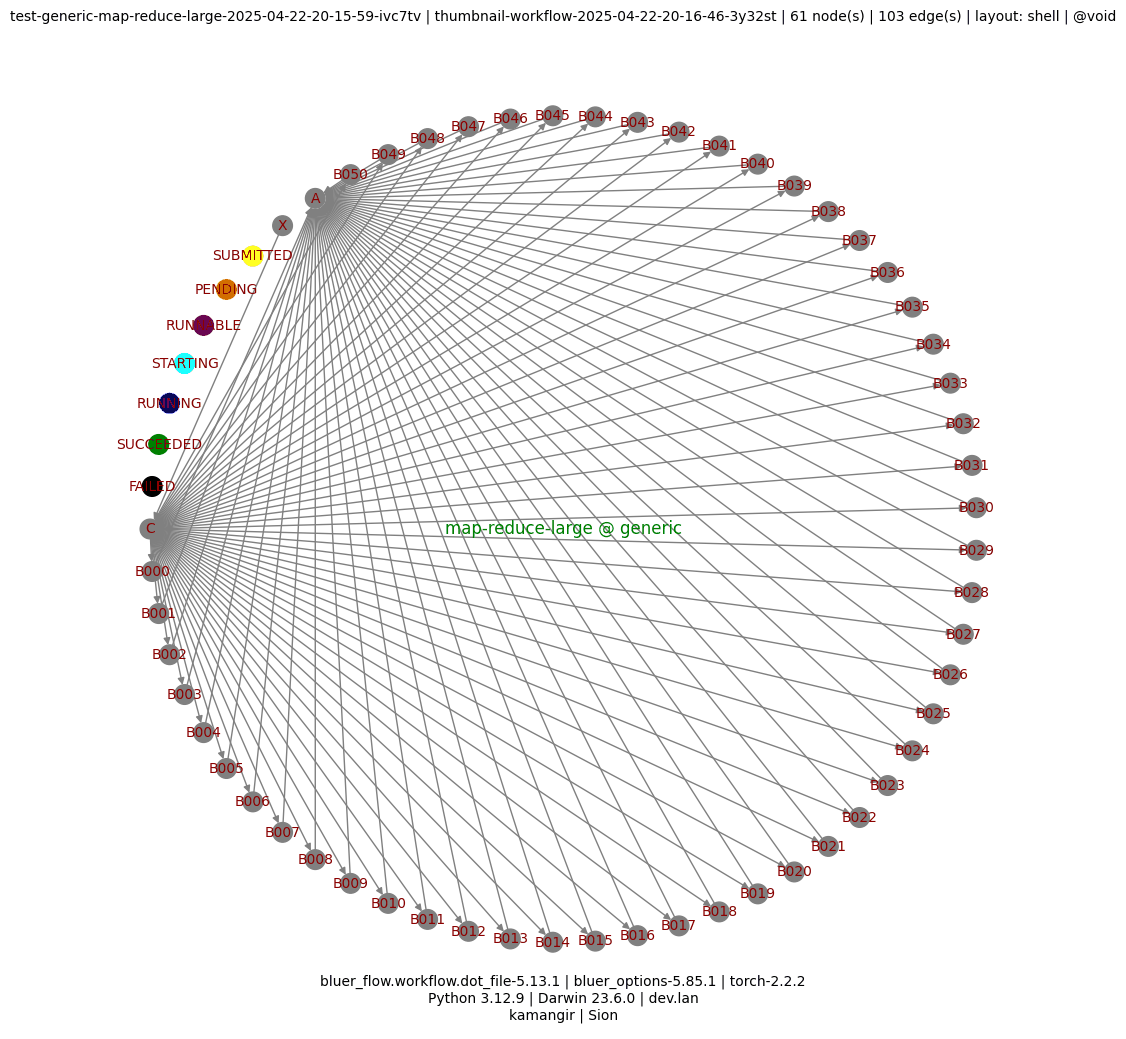 test-generic-map-reduce-large-2025-04-22-20-15-59-ivc7tv | thumbnail-workflow-2025-04-22-20-16-46-3y32st | 61 node(s) | 103 edge(s) | layout: shell | @void
B045
B044
B046
B043
B047
B042
B048
B041
B049
B040
B050
B039
A
B038
X
B037
SUBMITTED
B036
PENDING
B035
RUNNABLE
B034
STARTING
B033
RUNNING
B032
SUCCEEDED
B031
FAILED
B030
C
map-reduce-large @ generic
B029
B000
B028
B001
B027
B002
B026
B003
B025
B004
B024
B005
B023
B006
B022
B007
B021
B008
B020
B009
B019
B010
B018
B011
B017
B012
B016
B013
B015
B014
bluer_flow.workflow.dot_file-5.13.1 | bluer_options-5.85.1 | torch-2.2.2
Python 3.12.9 | Darwin 23.6.0 | dev.lan
kamangir | Sion